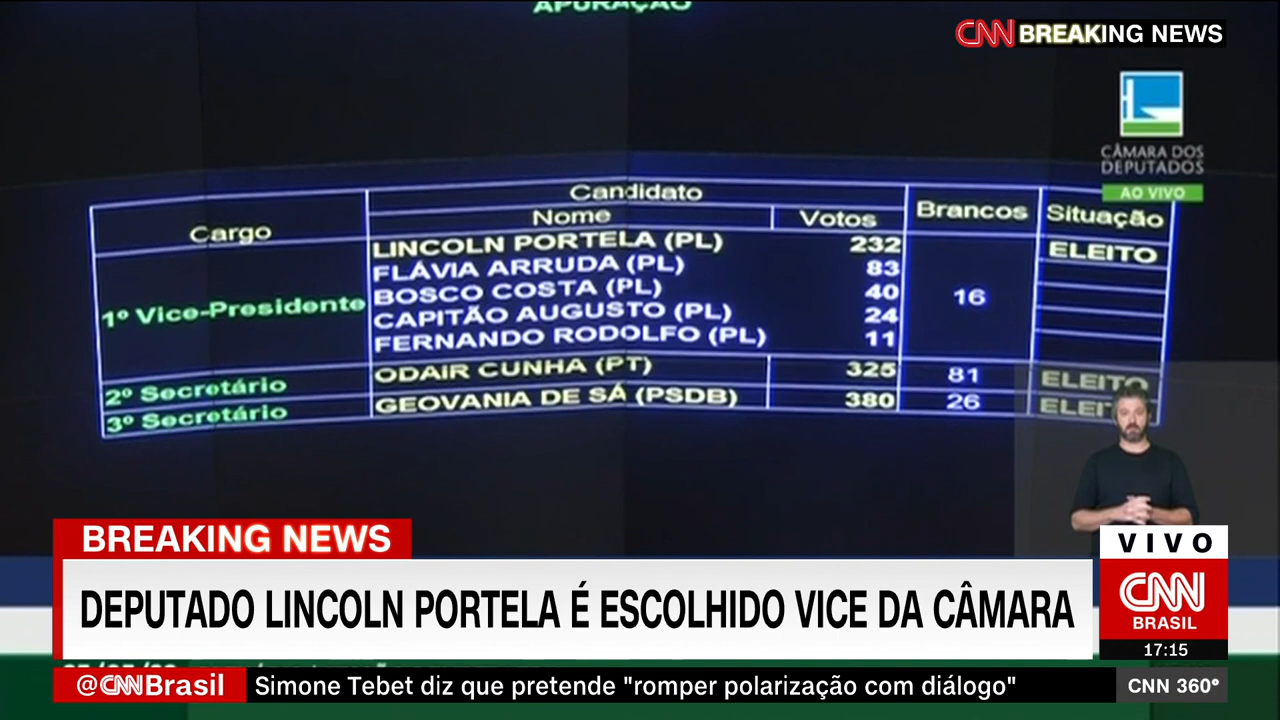 APURAÇÃO
CNN BREAKING NEWS
CÂMARA DOS
DEPUTADOS
AO VIVO
Candidato
Cargo
Nome
Votos
Brancos
Situação
1º Vice-Presidente
LINCOLN PORTELA (PL) 232 ELEITO
FLÁVIA ARRUDA (PL) 83
BOSCO COSTA (PL) 40
16
CAPITÃO AUGUSTO (PL) 24
FERNANDO RODOLFO (PL) 11
2º Secretário ODAIR CUNHA (PT) 325 81 ELEITO
3º Secretário GEOVANIA DE SÁ (PSDB) 380 26 ELEITO
BREAKING NEWS
DEPUTADO LINCOLN PORTELA É ESCOLHIDO VICE DA CÂMARA
VIVO
CNN
BRASIL
17:15
@CNNBrasil
Simone Tebet diz que pretende "romper polarização com diálogo"
CNN 360°